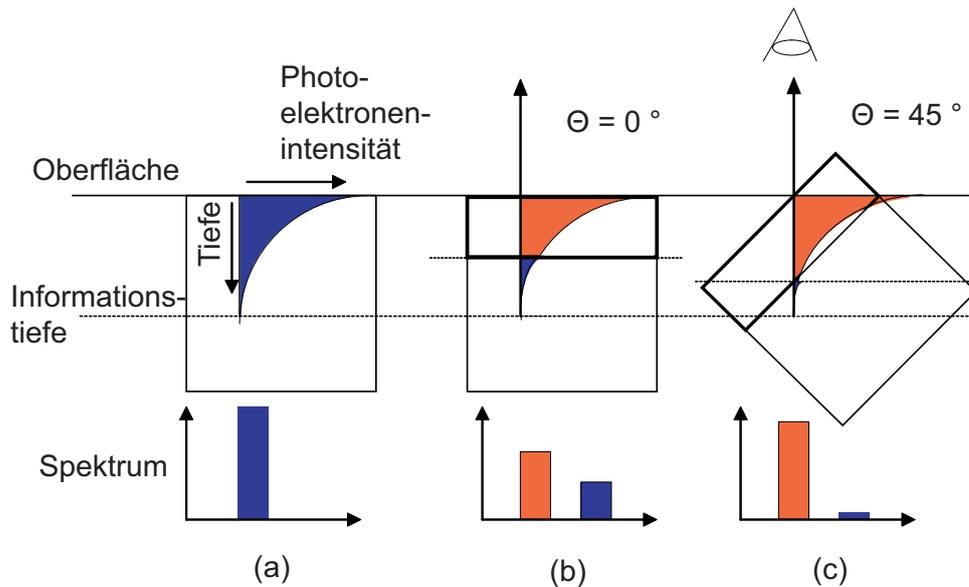 Photo-
elektronen-
intensität
Θ = 0 °
Θ = 45 °
Oberfläche
Tiefe
Informations-
tiefe
Spektrum
(a)
(b)
(c)